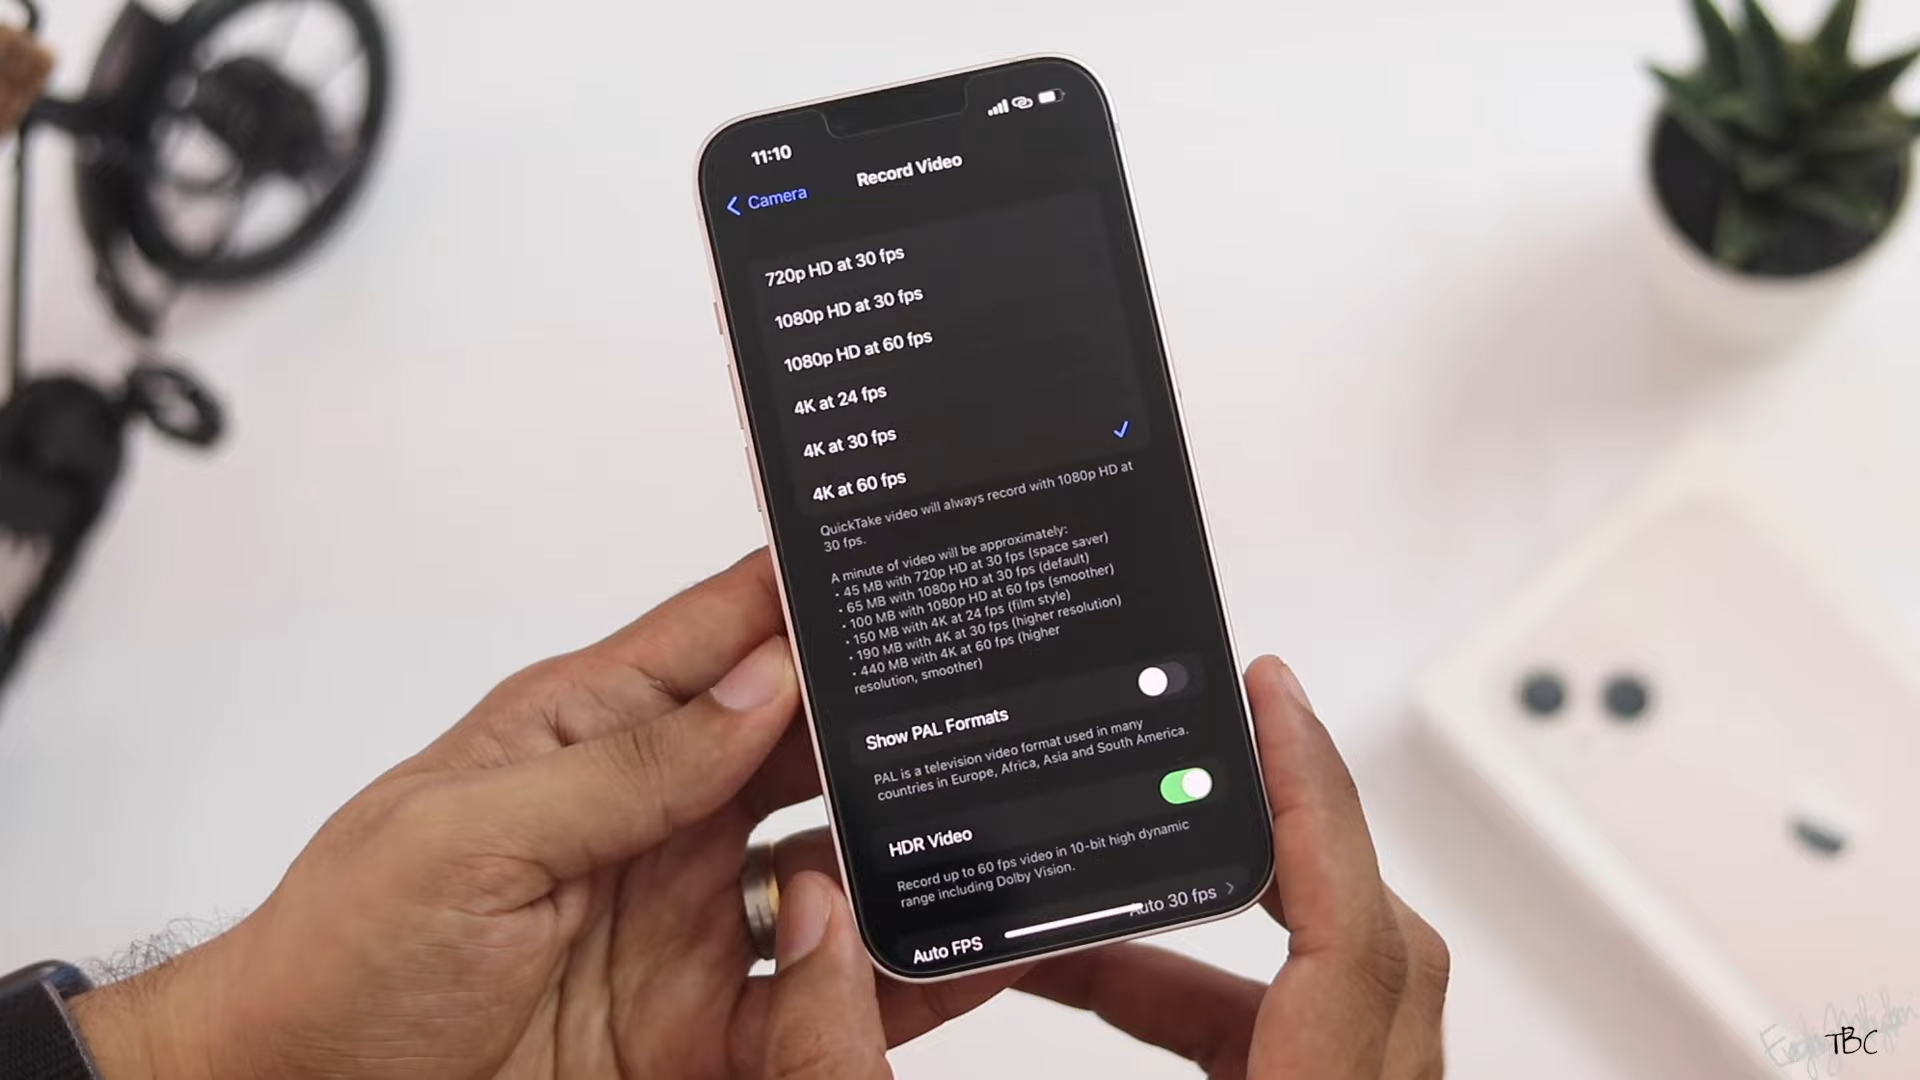 11:10
Camera
Record Video
720p HD at 30 fps
1080p HD at 30 fps
1080p HD at 60 fps
4K at 24 fps
4K at 30 fps
4K at 60 fps
QuickTake video will always record with 1080p HD at
30 fps.
A minute of video will be approximately:
• 45 MB with 720p HD at 30 fps (space saver)
• 65 MB with 1080p HD at 30 fps (default)
• 100 MB with 1080p HD at 60 fps (smoother)
• 150 MB with 4K at 24 fps (film style)
• 190 MB with 4K at 30 fps (higher resolution)
• 440 MB with 4K at 60 fps (higher
resolution, smoother)
Show PAL Formats
PAL is a television video format used in many
countries in Europe, Africa, Asia and South America.
HDR Video
Record up to 60 fps video in 10-bit high dynamic
range including Dolby Vision.
Auto FPS
Auto 30 fps
TBC